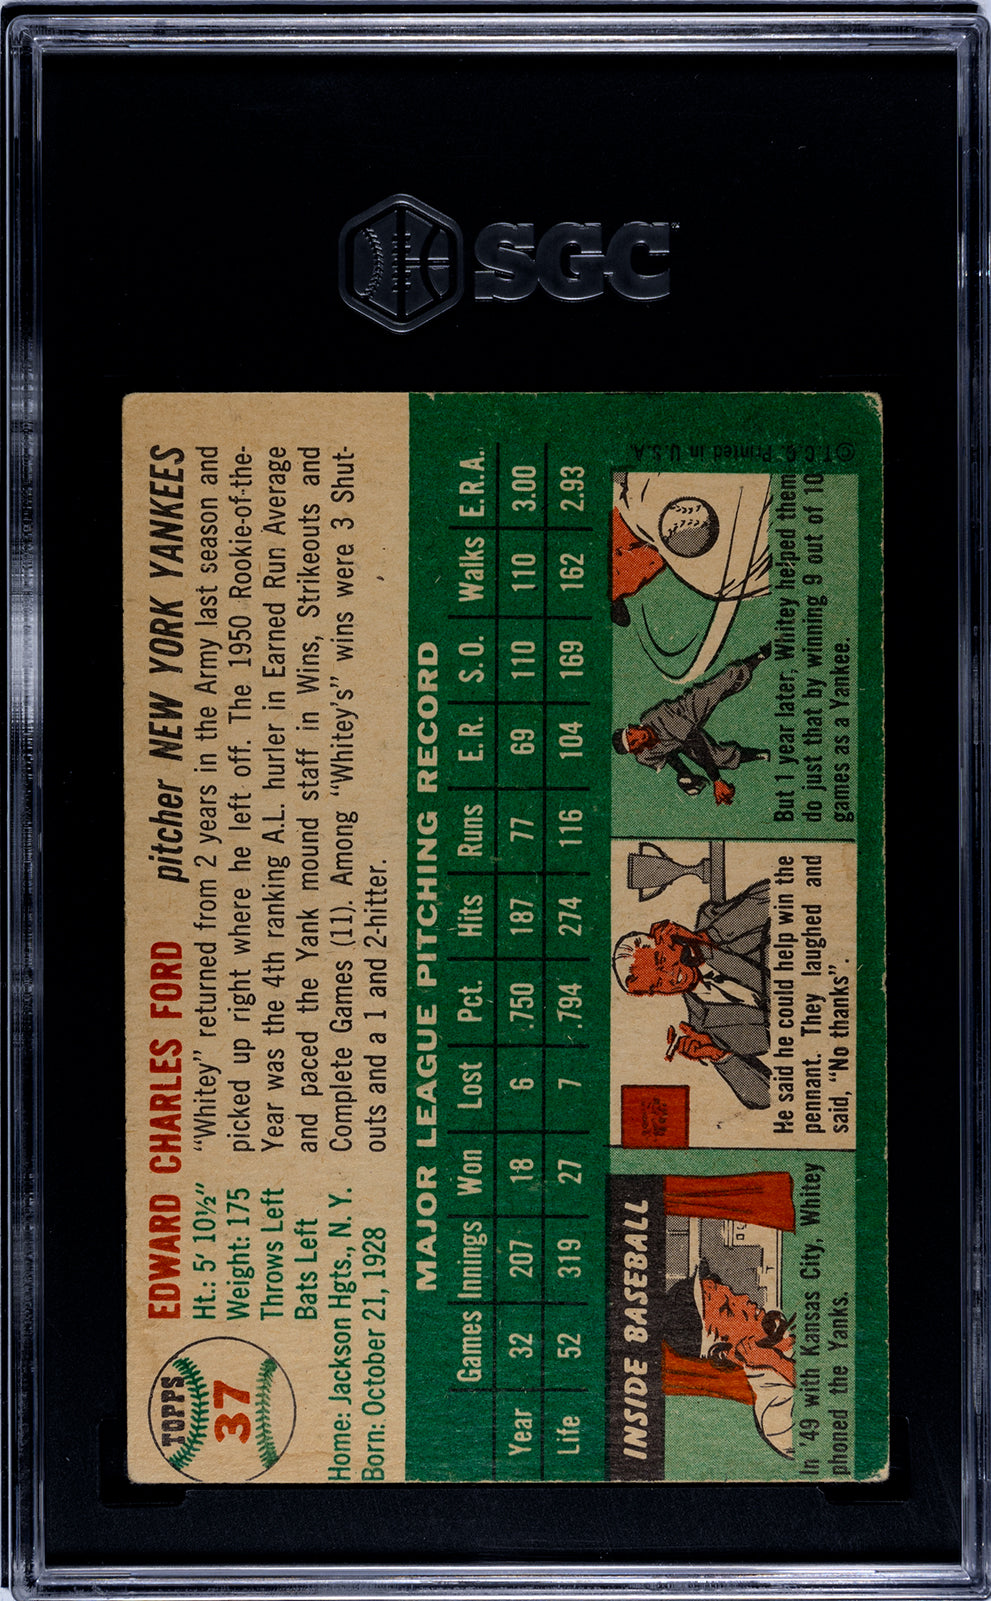 SGC
TOPPS
37
EDWARD CHARLES FORD pitcher NEW YORK YANKEES
Ht.: 5' 10½"
Weight: 175
Throws Left
Bats Left
Home: Jackson Hgts., N. Y.
Born: October 21, 1928
"Whitey" returned from 2 years in the Army last season and
picked up right where he left off. The 1950 Rookie-of-the-
Year was the 4th ranking A.L. hurler in Earned Run Average
and paced the Yank mound staff in Wins, Strikeouts and
Complete Games (11). Among "Whitey's" wins were 3 Shut-
outs and a 1 and 2-hitter.
MAJOR LEAGUE PITCHING RECORD
Games Innings Won Lost Pct. Hits Runs E.R. S.O. Walks E.R.A.
Year 32 207 18 6 .750 187 77 69 110 110 3.00
Life 52 319 27 7 .794 274 116 104 169 162 2.93
INSIDE BASEBALL
In '49 with Kansas City, Whitey
phoned the Yanks.
He said he could help win the
pennant. They laughed and
said, "No thanks".
But 1 year later, Whitey helped them
do just that by winning 9 out of 10
games as a Yankee.
© T. C. G. Printed in U.S.A.